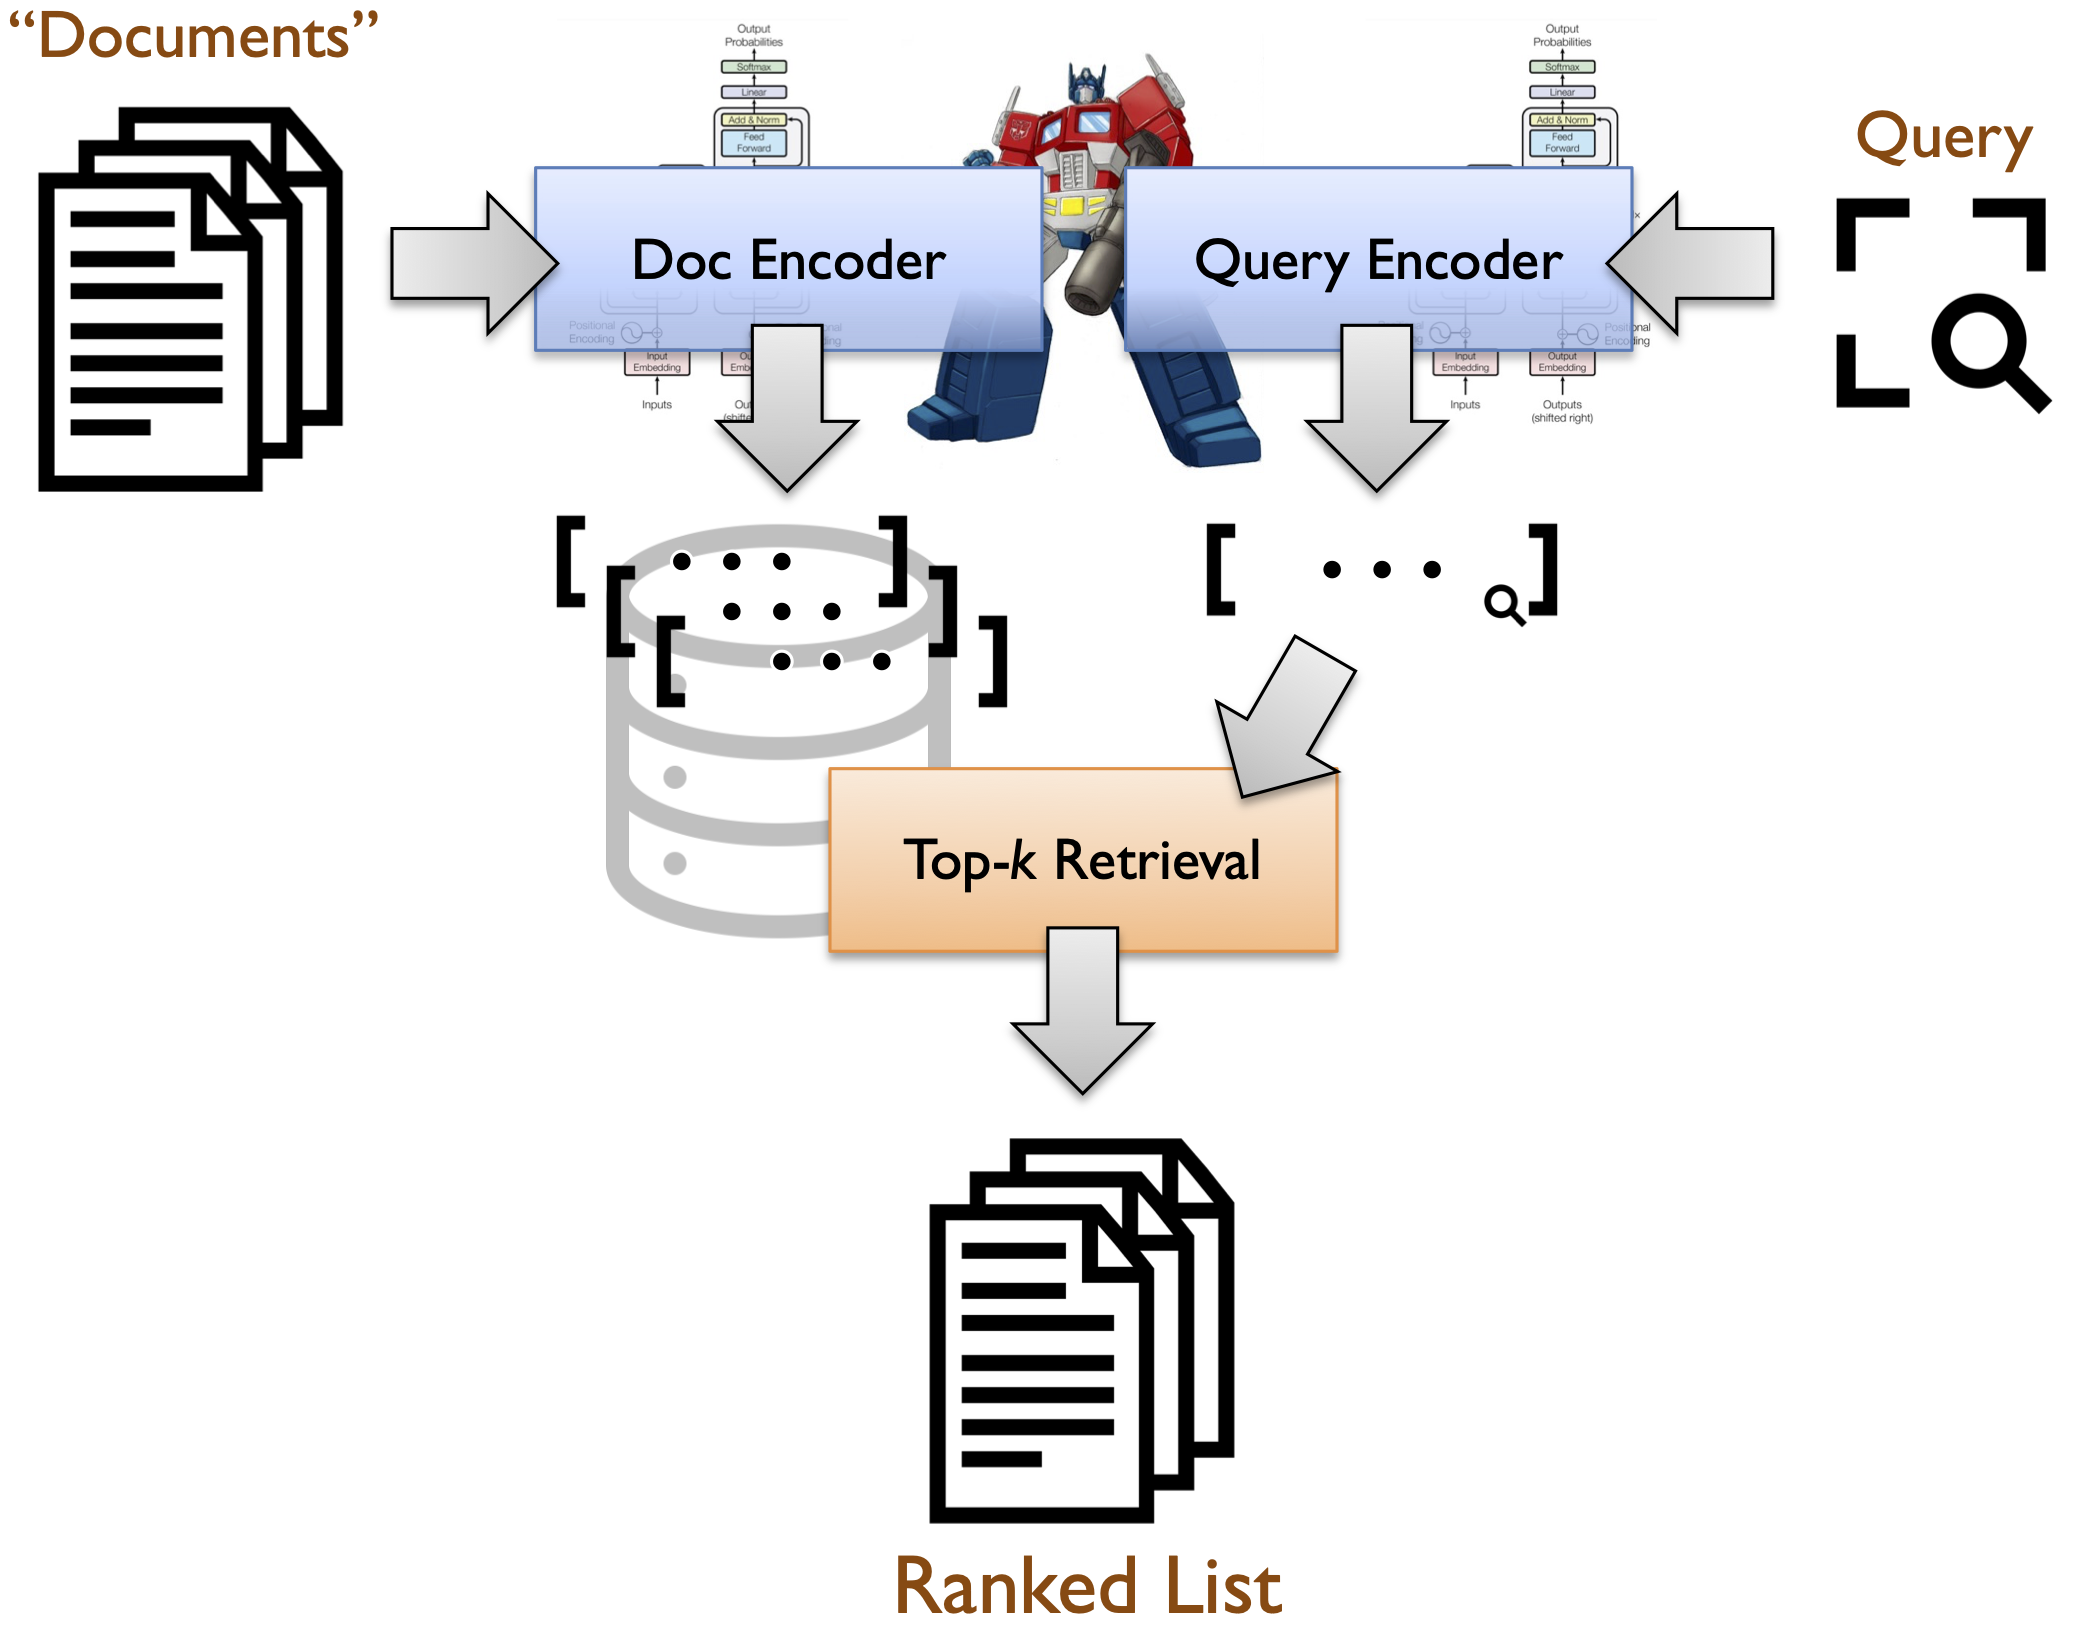 “Documents”
Output
Probabilities
Softmax
Linear
Add & Norm
Feed
Forward
Output
Probabilities
Softmax
Linear
Add & Norm
Feed
Forward
Query
Doc Encoder
Query Encoder
Positional
Encoding
Input
Embedding
Inputs
Input
Embedding
Inputs
Output
Embedding
Outputs
(shifted right)
Top-k Retrieval
Ranked List